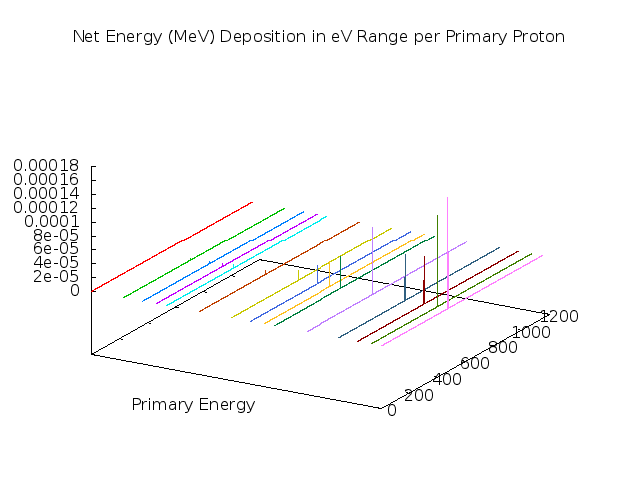 Net Energy (MeV) Deposition in eV Range per Primary Proton
0.00018
0.00016
0.00014
0.00012
0.0001
8e-05
6e-05
4e-05
2e-05
0
1200
1000
800
600
400
200
0
Primary Energy